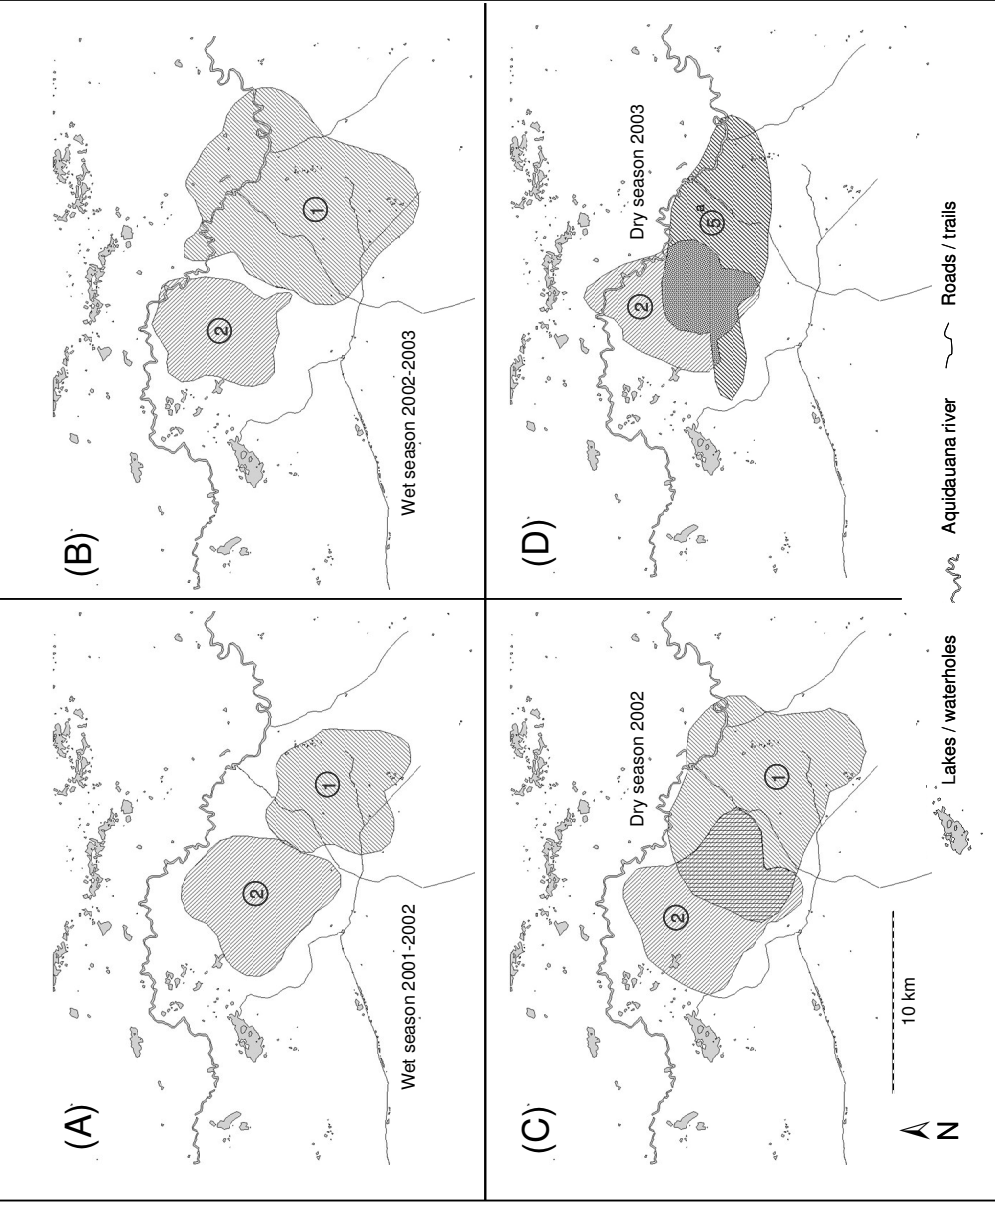 (A)
2
1
Wet season 2001-2002
(B)
2
1
Wet season 2002-2003
(C)
Dry season 2002
2
1
10 km
N
(D)
Dry season 2003
2
5a
Lakes / waterholes
Aquidauana river
Roads / trails